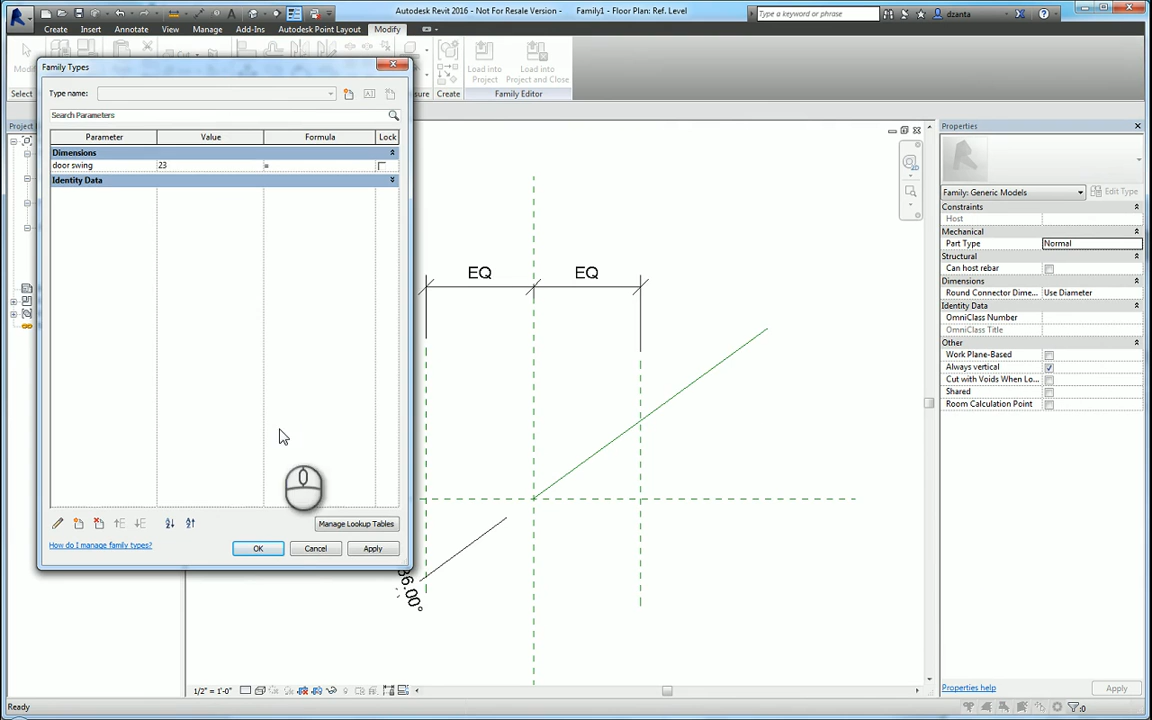 Autodesk Revit 2016 - Not For Resale Version - Family1 - Floor Plan: Ref. Level
Type a keyword or phrase
dzanta
Create Insert Annotate View Manage Add-Ins Autodesk Point Layout Modify
Load into Project
Load into Project and Close
Select
Create
Family Editor
Family Types
Type name:
Search Parameters
Parameter Value Formula Lock
Dimensions
door swing 23 =
Identity Data
Manage Lookup Tables
How do I manage family types?
OK Cancel Apply
EQ EQ
Properties
Family: Generic Models Edit Type
Constraints
Host
Mechanical
Part Type Normal
Structural
Can host rebar
Dimensions
Round Connector Dime... Use Diameter
Identity Data
OmniClass Number
OmniClass Title
Other
Work Plane-Based
Always vertical
Cut with Voids When Lo...
Shared
Room Calculation Point
Properties help Apply
1/2" = 1'-0"
Ready
:0